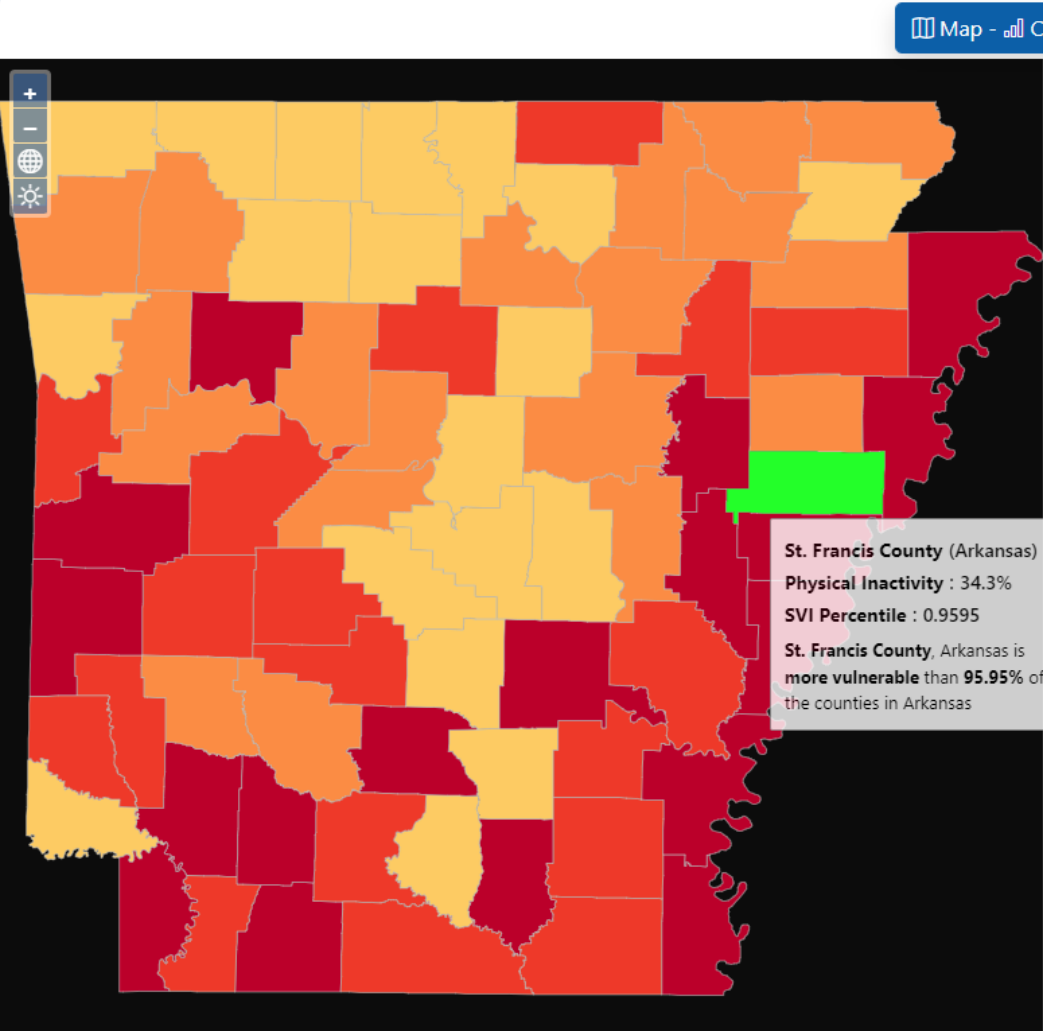 Map - C
+
−
St. Francis County (Arkansas)
Physical Inactivity : 34.3%
SVI Percentile : 0.9595
St. Francis County, Arkansas is
more vulnerable than 95.95% of
the counties in Arkansas